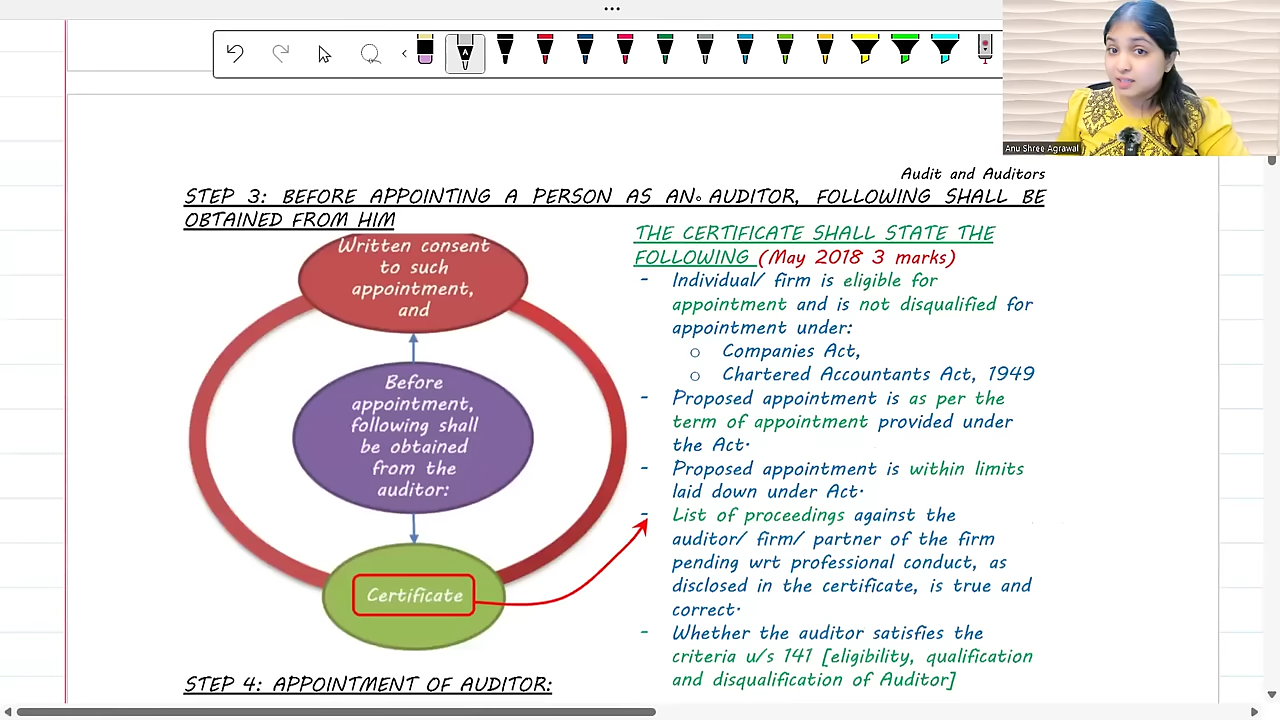 Anu Shree Agrawal
Audit and Auditors
STEP 3: BEFORE APPOINTING A PERSON AS AN AUDITOR, FOLLOWING SHALL BE
OBTAINED FROM HIM
Written consent
to such
appointment,
and
Before
appointment,
following shall
be obtained
from the
auditor:
Certificate
THE CERTIFICATE SHALL STATE THE
FOLLOWING (May 2018 3 marks)
- Individual/ firm is eligible for
appointment and is not disqualified for
appointment under:
o Companies Act,
o Chartered Accountants Act, 1949
- Proposed appointment is as per the
term of appointment provided under
the Act.
- Proposed appointment is within limits
laid down under Act.
- List of proceedings against the
auditor/ firm/ partner of the firm
pending wrt professional conduct, as
disclosed in the certificate, is true and
correct.
- Whether the auditor satisfies the
criteria u/s 141 [eligibility, qualification
and disqualification of Auditor]
STEP 4: APPOINTMENT OF AUDITOR: